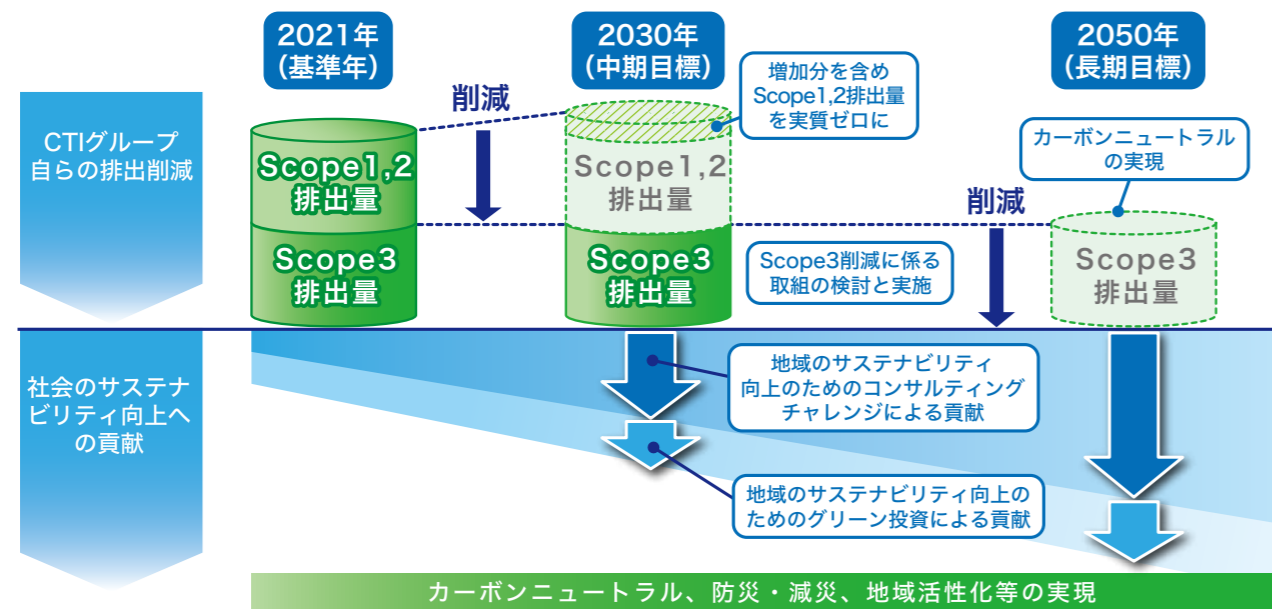 2021年
（基準年）
2030年
（中期目標）
2050年
（長期目標）
CTIグループ
自らの排出削減
削減
増加分を含め
Scope1,2排出量
を実質ゼロに
カーボンニュートラル
の実現
Scope1,2
排出量
Scope3
排出量
Scope1,2
排出量
Scope3
排出量
Scope3削減に係る
取組の検討と実施
削減
Scope3
排出量
社会のサステナ
ビリティ向上へ
の貢献
地域のサステナビリティ
向上のためのコンサルティング
チャレンジによる貢献
地域のサステナビリティ向上の
ためのグリーン投資による貢献
カーボンニュートラル、防災・減災、地域活性化等の実現